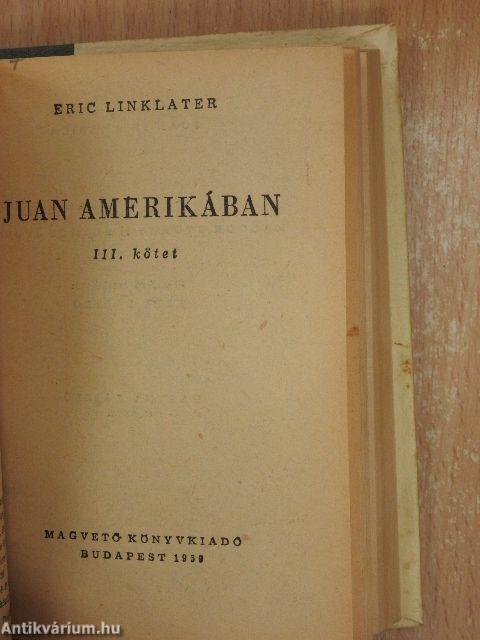 ERIC LINKLATER
JUAN AMERIKÁBAN
III. kötet
MAGVETŐ KÖNYVKIADÓ
BUDAPEST 1959
Antikvárium.hu